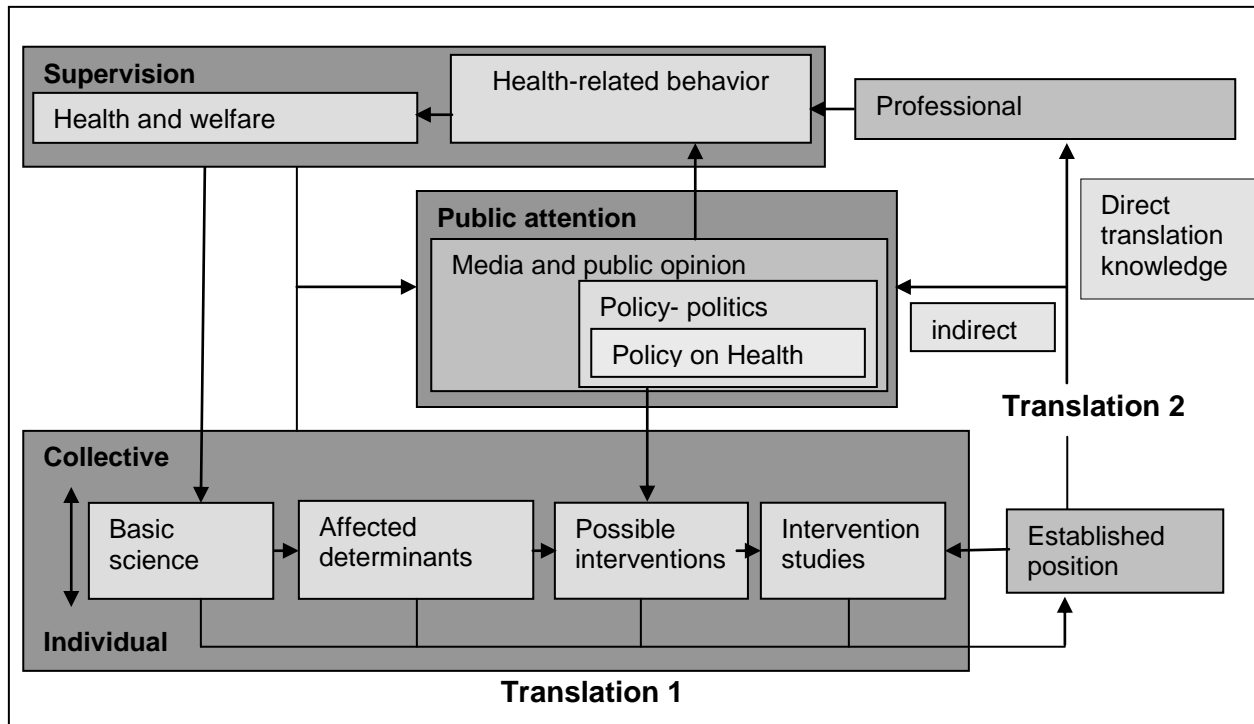 Supervision
Health-related behavior
Health and welfare
Professional
Public attention
Direct
translation
knowledge
Media and public opinion
Policy- politics
indirect
Policy on Health
Translation 2
Collective
Basic
science
Affected
determinants
Possible
interventions
Intervention
studies
Established
position
Individual
Translation 1